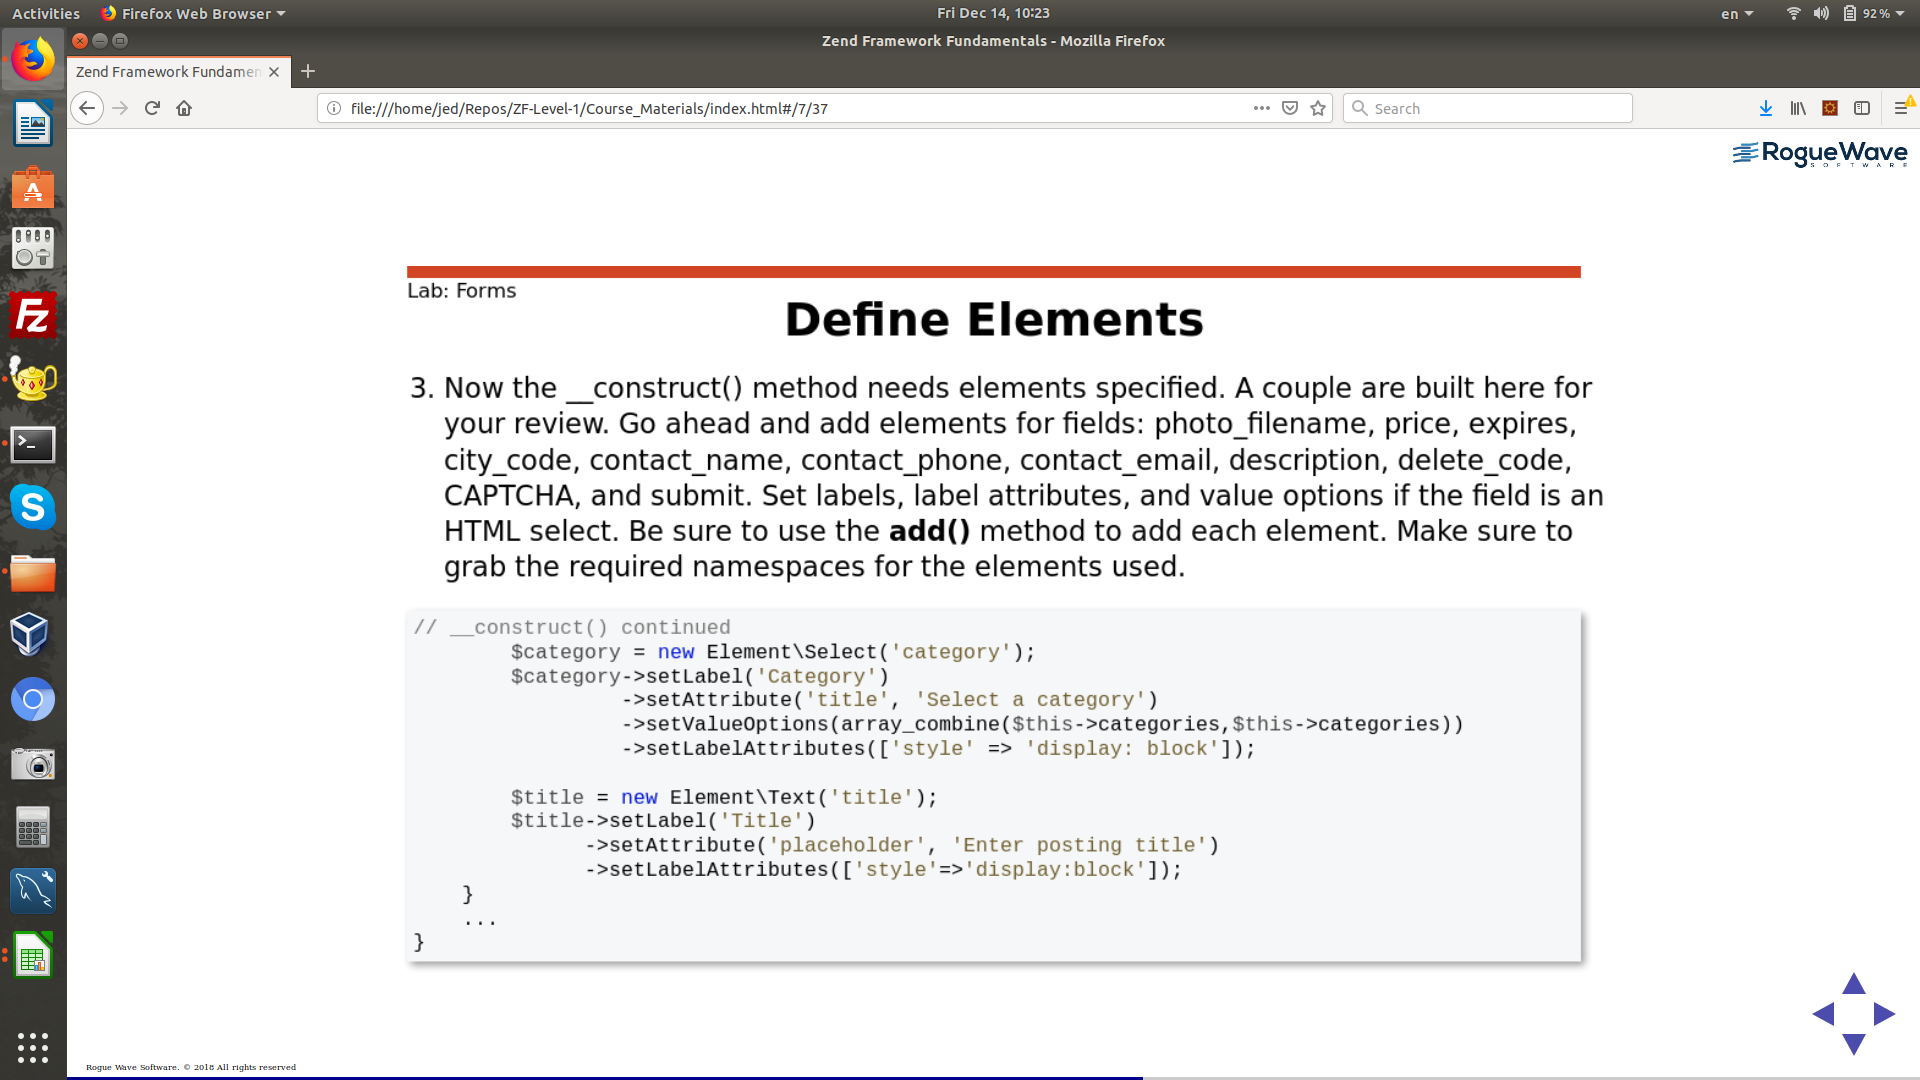 Activities
Firefox Web Browser
Fri Dec 14, 10:23
en
92 %
Zend Framework Fundamentals - Mozilla Firefox
Zend Framework Fundamen
file:///home/jed/Repos/ZF-Level-1/Course_Materials/index.html#/7/37
Search
RogueWave
SOFTWARE
Lab: Forms
Define Elements
3. Now the __construct() method needs elements specified. A couple are built here for
your review. Go ahead and add elements for fields: photo_filename, price, expires,
city_code, contact_name, contact_phone, contact_email, description, delete_code,
CAPTCHA, and submit. Set labels, label attributes, and value options if the field is an
HTML select. Be sure to use the add() method to add each element. Make sure to
grab the required namespaces for the elements used.
// __construct() continued
$category = new Element\Select('category');
$category->setLabel('Category')
->setAttribute('title', 'Select a category')
->setValueOptions(array_combine($this->categories,$this->categories))
->setLabelAttributes(['style' => 'display: block']);
$title = new Element\Text('title');
$title->setLabel('Title')
->setAttribute('placeholder', 'Enter posting title')
->setLabelAttributes(['style'=>'display:block']);
}
...
}
Rogue Wave Software. © 2018 All rights reserved